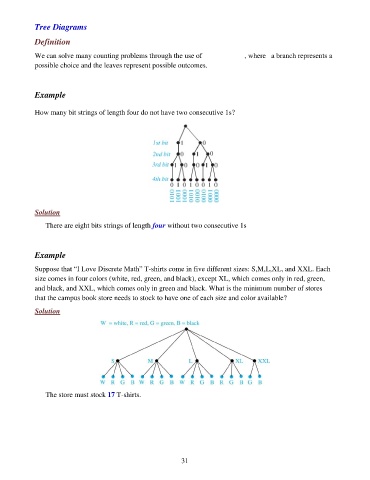 Tree Diagrams
Definition
We can solve many counting problems through the use of , where a branch represents a
possible choice and the leaves represent possible outcomes.
Example
How many bit strings of length four do not have two consecutive 1s?
1st bit 1 0
2nd bit 0 1 0
3rd bit 1 0 0 1 0
4th bit
0 1 0 1 0 0 1 0
1010
1001
1000
0101
0100
0010
0001
0000
Solution
There are eight bits strings of length four without two consecutive 1s
Example
Suppose that "I Love Discrete Math" T-shirts come in five different sizes: S,M,L,XL, and XXL. Each
size comes in four colors (white, red, green, and black), except XL, which comes only in red, green,
and black, and XXL, which comes only in green and black. What is the minimum number of stores
that the campus book store needs to stock to have one of each size and color available?
Solution
W = white, R = red, G = green, B = black
S M L XL XXL
W R G B W R G B W R G B R G B G B
The store must stock 17 T-shirts.
31